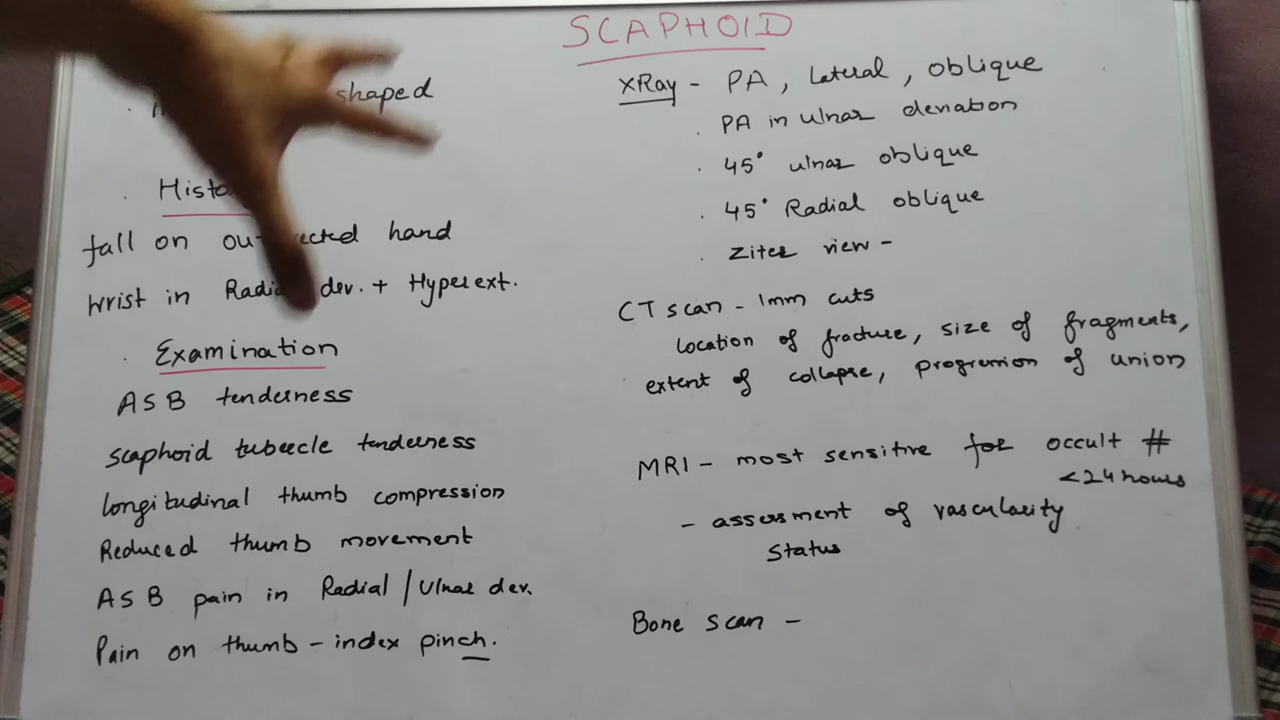 SCAPHOID
shaped
History
fall on outstretched hand
wrist in Radial dev. + Hyperext.
Examination
ASB tenderness
scaphoid tubercle tenderness
longitudinal thumb compression
Reduced thumb movement
ASB pain in Radial / Ulnar dev.
Pain on thumb - index pinch.
XRay - PA, Lateral, oblique
. PA in ulnar deviation
. 45° ulnar oblique
. 45° Radial oblique
. Ziter view -
CT scan - 1mm cuts
location of fracture, size of fragments,
extent of collapse, progression of union
MRI - most sensitive for occult #
<24 hours
- assessment of vascularity
status
Bone scan -